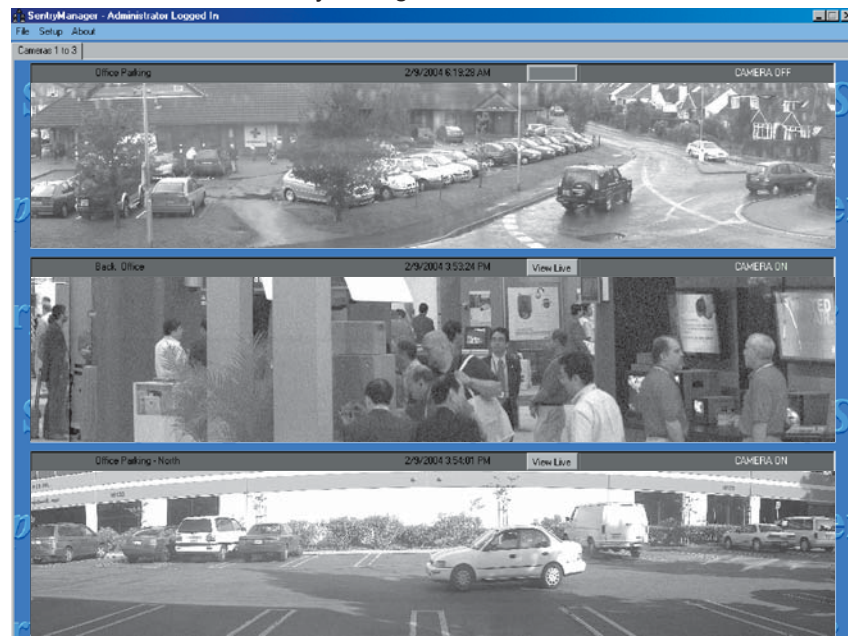 SentryManager - Administrator Logged In
File Setup About
Cameras 1 to 3
Office Parking 2/9/2004 6:19:28 AM CAMERA OFF
Back Office 2/9/2004 3:53:24 PM View Live CAMERA ON
Office Parking - North 2/9/2004 3:54:01 PM View Live CAMERA ON